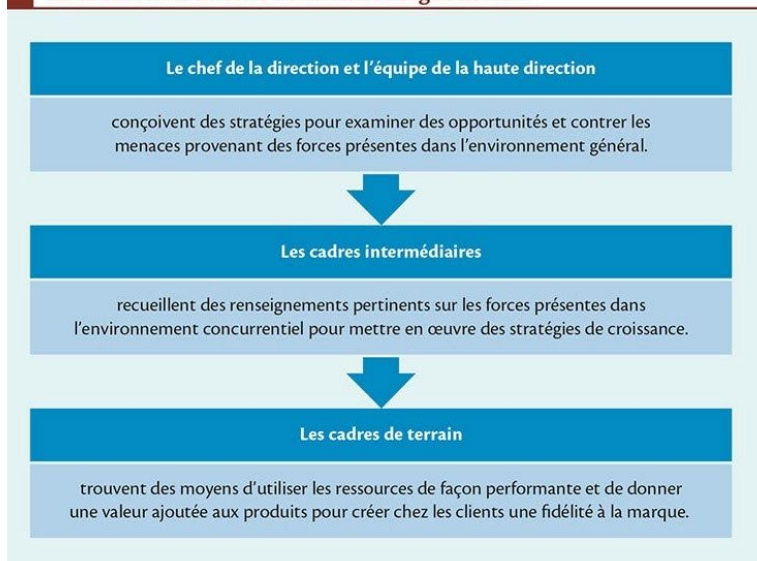 Le chef de la direction et l'équipe de la haute direction
conçoivent des stratégies pour examiner des opportunités et contrer les
menaces provenant des forces présentes dans l'environnement général.
Les cadres intermédiaires
recueillent des renseignements pertinents sur les forces présentes dans
l'environnement concurrentiel pour mettre en œuvre des stratégies de croissance.
Les cadres de terrain
trouvent des moyens d'utiliser les ressources de façon performante et de donner
une valeur ajoutée aux produits pour créer chez les clients une fidélité à la marque.